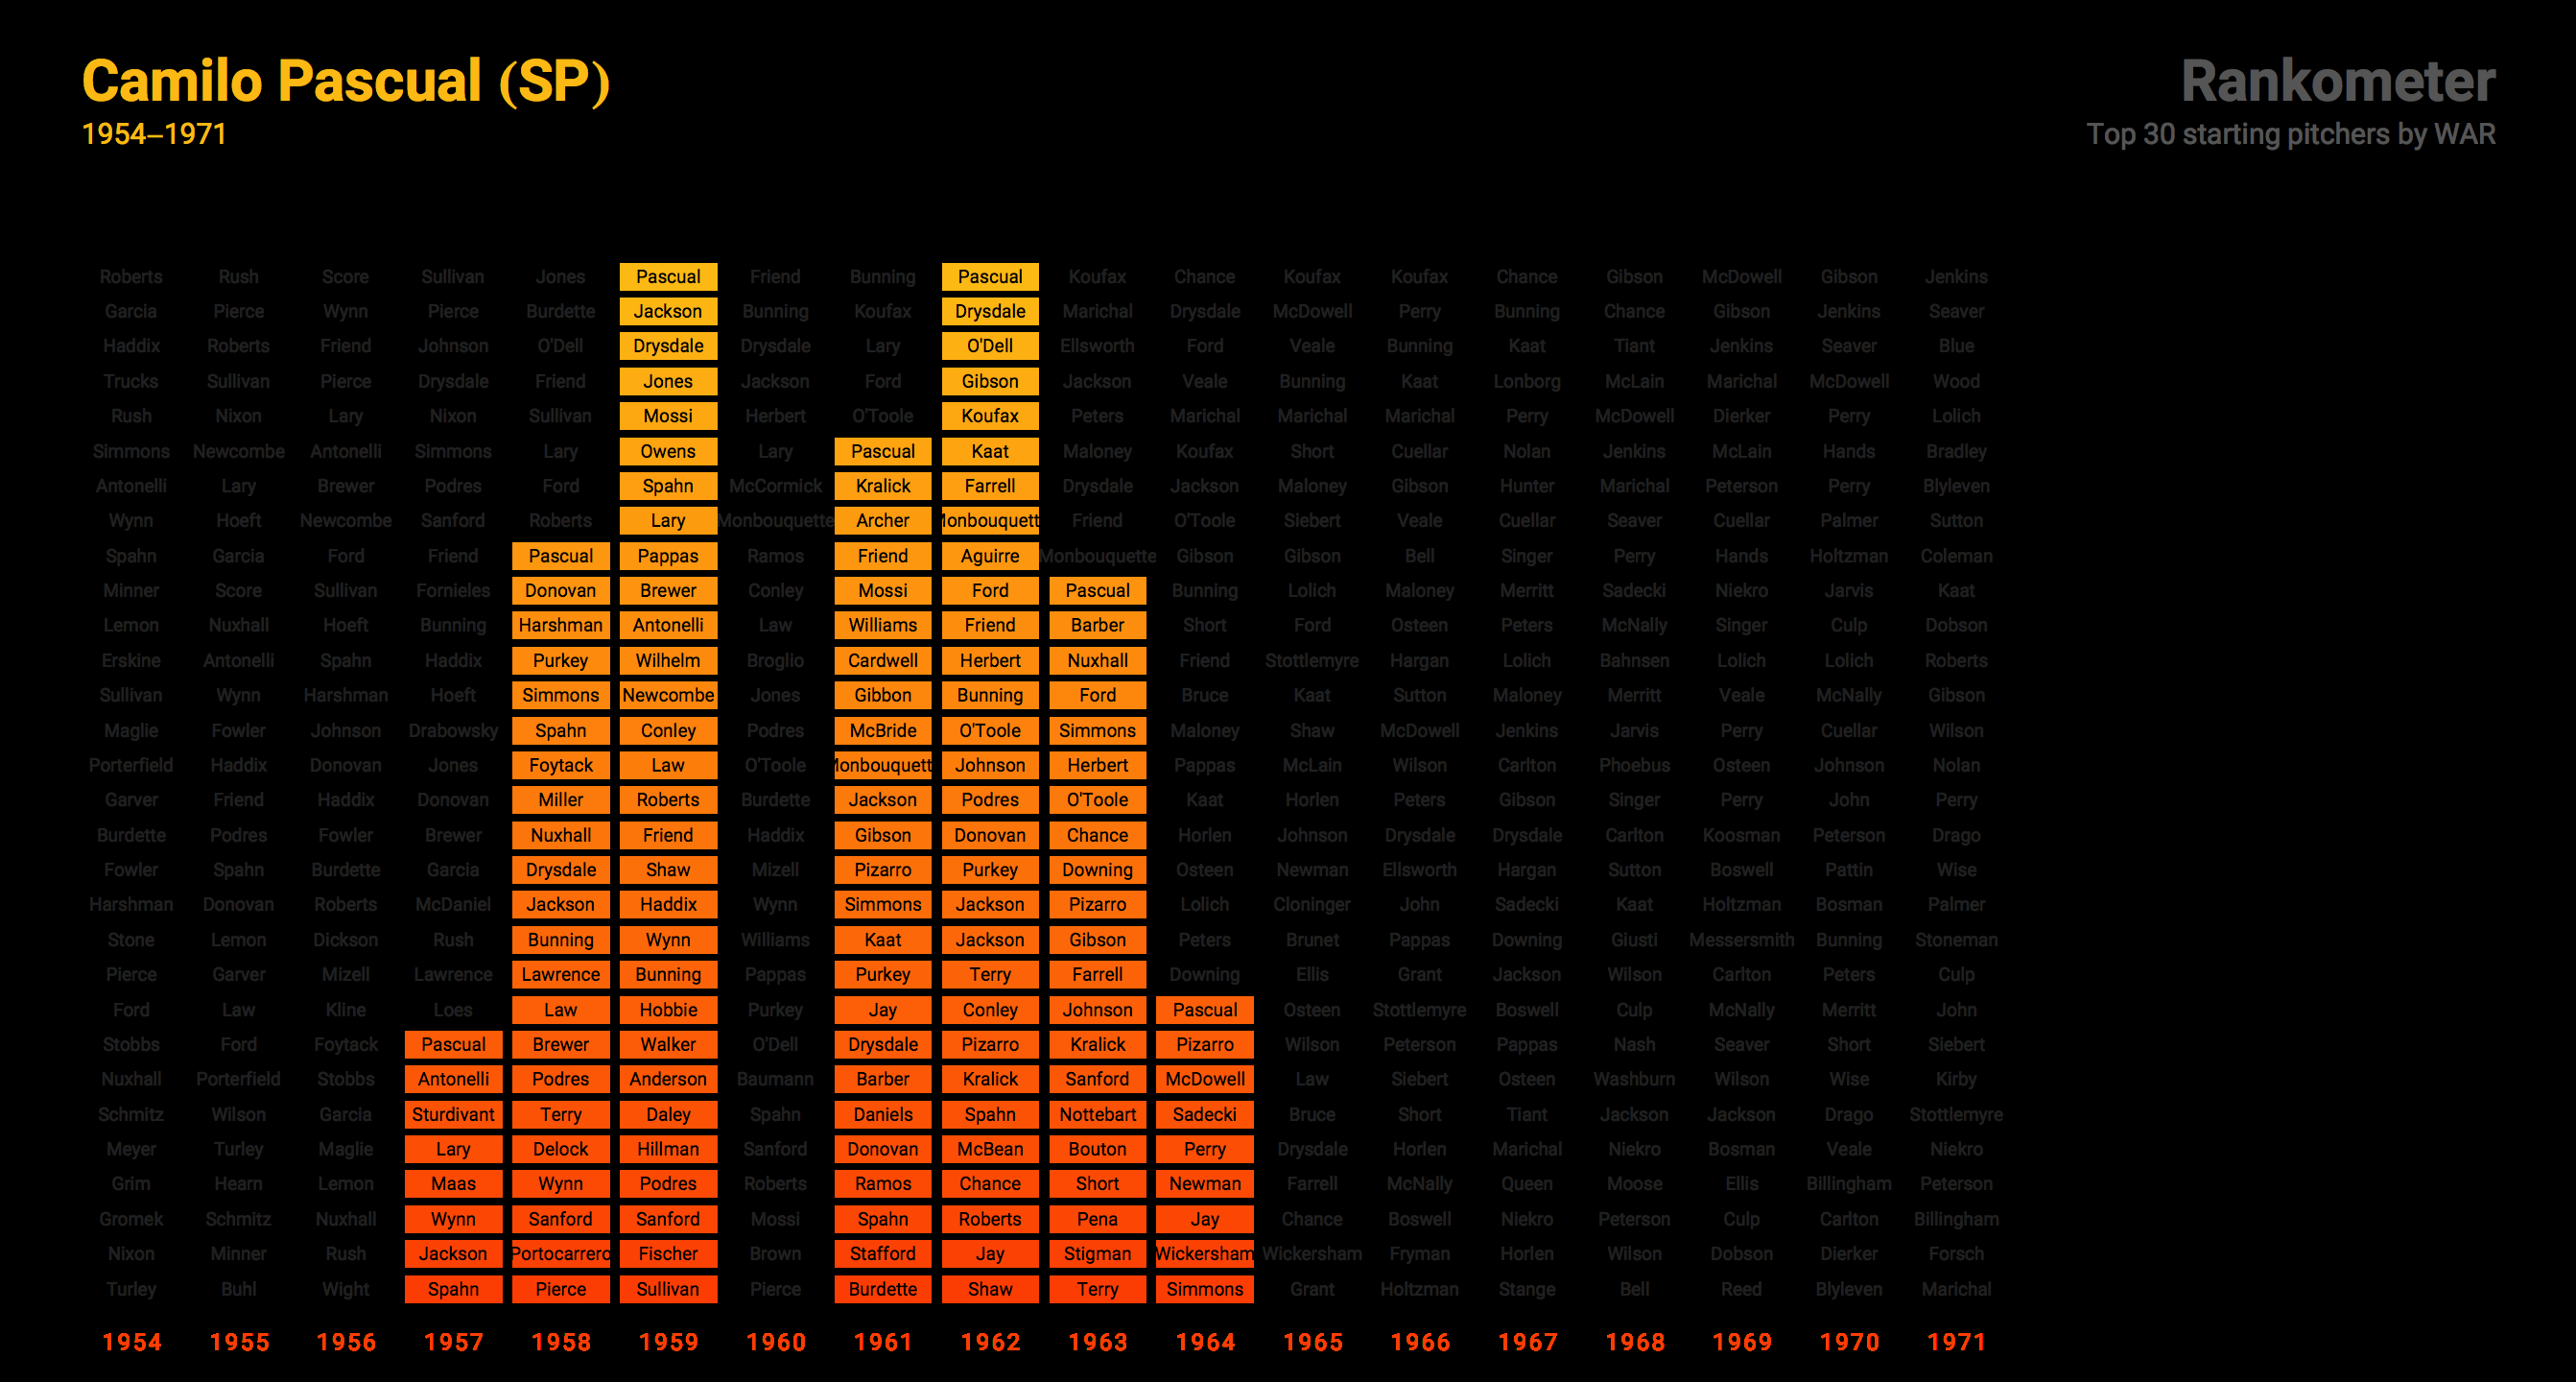 Camilo Pascual (SP)
1954–1971
Rankometer
Top 30 starting pitchers by WAR
Roberts Rush Score Sullivan Jones Pascual Friend Bunning Pascual Koufax Chance Koufax Koufax Chance Gibson McDowell Gibson Jenkins
Garcia Pierce Wynn Pierce Burdette Jackson Bunning Koufax Drysdale Marichal Drysdale McDowell Perry Bunning Chance Gibson Jenkins Seaver
Haddix Roberts Friend Johnson O'Dell Drysdale Drysdale Lary O'Dell Ellsworth Ford Veale Bunning Kaat Tiant Jenkins Seaver Blue
Trucks Sullivan Pierce Drysdale Friend Jones Jackson Ford Gibson Jackson Veale Bunning Kaat Lonborg McLain Marichal McDowell Wood
Rush Nixon Lary Nixon Sullivan Mossi Herbert O'Toole Koufax Peters Marichal Marichal Marichal Perry McDowell Dierker Perry Lolich
Simmons Newcombe Antonelli Simmons Lary Owens Lary Pascual Kaat Maloney Koufax Short Cuellar Nolan Jenkins McLain Hands Bradley
Antonelli Lary Brewer Podres Ford Spahn McCormick Kralick Farrell Drysdale Jackson Maloney Gibson Hunter Marichal Peterson Perry Blyleven
Wynn Hoeft Newcombe Sanford Roberts Lary Monbouquette Archer Monbouquett Friend O'Toole Siebert Veale Cuellar Seaver Cuellar Palmer Sutton
Spahn Garcia Ford Friend Pascual Pappas Ramos Friend Aguirre Monbouquette Gibson Gibson Bell Singer Perry Hands Holtzman Coleman
Minner Score Sullivan Fornieles Donovan Brewer Conley Mossi Ford Pascual Bunning Lolich Maloney Merritt Sadecki Niekro Jarvis Kaat
Lemon Nuxhall Hoeft Bunning Harshman Antonelli Law Williams Friend Barber Short Ford Osteen Peters McNally Singer Culp Dobson
Erskine Antonelli Spahn Haddix Purkey Wilhelm Broglio Cardwell Herbert Nuxhall Friend Stottlemyre Hargan Lolich Bahnsen Lolich Lolich Roberts
Sullivan Wynn Harshman Hoeft Simmons Newcombe Jones Gibbon Bunning Ford Bruce Kaat Sutton Maloney Merritt Veale McNally Gibson
Maglie Fowler Johnson Drabowsky Spahn Conley Podres McBride O'Toole Simmons Maloney Shaw McDowell Jenkins Jarvis Perry Cuellar Wilson
Porterfield Haddix Donovan Jones Foytack Law O'Toole Monbouquett Johnson Herbert Pappas McLain Wilson Carlton Phoebus Osteen Johnson Nolan
Garver Friend Haddix Donovan Miller Roberts Burdette Jackson Podres O'Toole Kaat Horlen Peters Gibson Singer Perry John Perry
Burdette Podres Fowler Brewer Nuxhall Friend Haddix Gibson Donovan Chance Horlen Johnson Drysdale Drysdale Carlton Koosman Peterson Drago
Fowler Spahn Burdette Garcia Drysdale Shaw Mizell Pizarro Purkey Downing Osteen Newman Ellsworth Hargan Sutton Boswell Pattin Wise
Harshman Donovan Roberts McDaniel Jackson Haddix Wynn Simmons Jackson Pizarro Lolich Cloninger John Sadecki Kaat Holtzman Bosman Palmer
Stone Lemon Dickson Rush Bunning Wynn Williams Kaat Jackson Gibson Peters Brunet Pappas Downing Giusti Messersmith Bunning Stoneman
Pierce Garver Mizell Lawrence Lawrence Bunning Pappas Purkey Terry Farrell Downing Ellis Grant Jackson Wilson Carlton Peters Culp
Ford Law Kline Loes Law Hobbie Purkey Jay Conley Johnson Pascual Osteen Stottlemyre Boswell Culp McNally Merritt John
Stobbs Ford Foytack Pascual Brewer Walker O'Dell Drysdale Pizarro Kralick Pizarro Wilson Peterson Pappas Nash Seaver Short Siebert
Nuxhall Porterfield Stobbs Antonelli Podres Anderson Baumann Barber Kralick Sanford McDowell Law Siebert Osteen Washburn Wilson Wise Kirby
Schmitz Wilson Garcia Sturdivant Terry Daley Spahn Daniels Spahn Nottebart Sadecki Bruce Short Tiant Jackson Jackson Drago Stottlemyre
Meyer Turley Maglie Lary Delock Hillman Sanford Donovan McBean Bouton Perry Drysdale Horlen Marichal Niekro Bosman Veale Niekro
Grim Hearn Lemon Maas Wynn Podres Roberts Ramos Chance Short Newman Farrell McNally Queen Moose Ellis Billingham Peterson
Gromek Schmitz Nuxhall Wynn Sanford Sanford Mossi Spahn Roberts Pena Jay Chance Boswell Niekro Peterson Culp Carlton Billingham
Nixon Minner Rush Jackson Portocarrero Fischer Brown Stafford Jay Stigman Wickersham Wickersham Fryman Horlen Wilson Dobson Dierker Forsch
Turley Buhl Wight Spahn Pierce Sullivan Pierce Burdette Shaw Terry Simmons Grant Holtzman Stange Bell Reed Blyleven Marichal
1954 1955 1956 1957 1958 1959 1960 1961 1962 1963 1964 1965 1966 1967 1968 1969 1970 1971